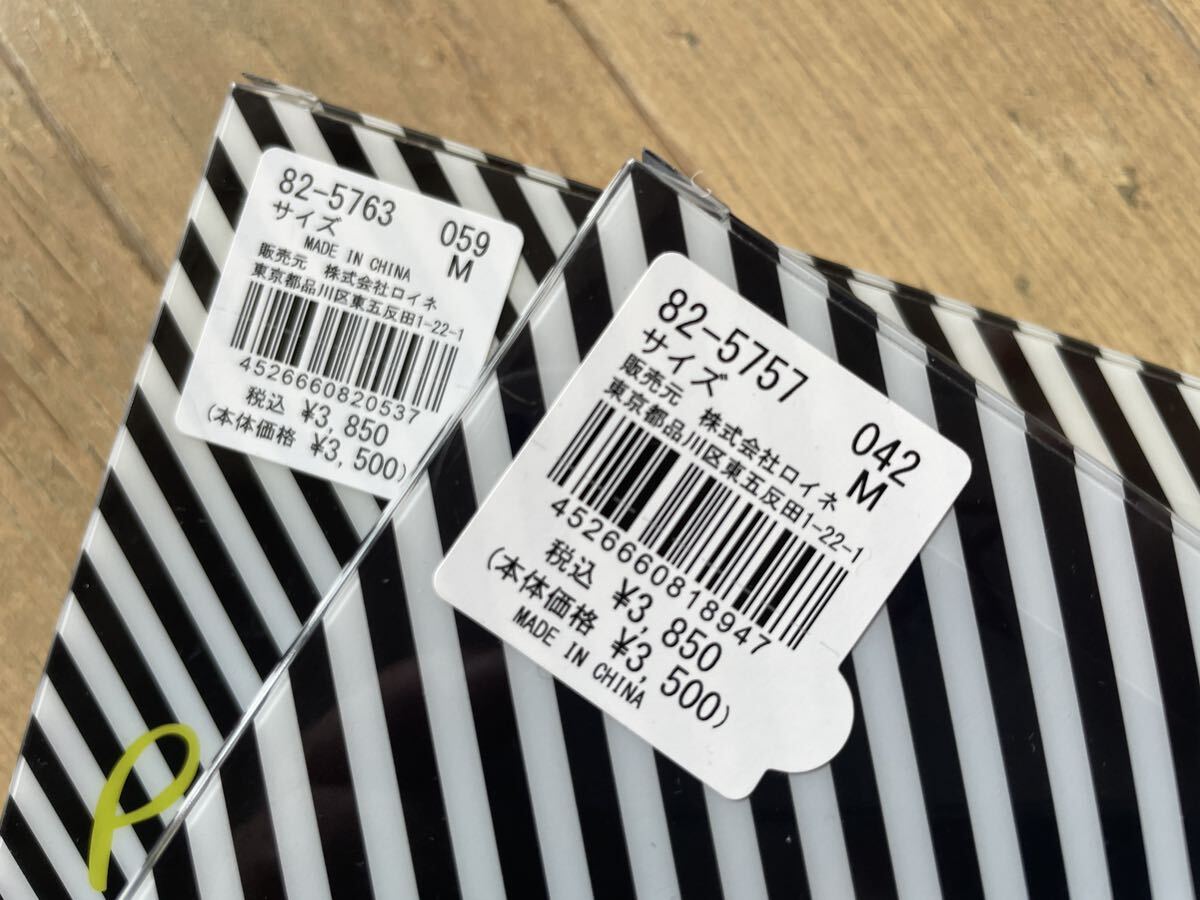 82-5763 059
サイズ M
MADE IN CHINA
販売元 株式会社ロイネ
東京都品川区東五反田1-22-1
4526660820537
税込 ¥3,850
(本体価格 ¥3,500)
82-5757 042
サイズ M
販売元 株式会社ロイネ
東京都品川区東五反田1-22-1
4526660818947
税込 ¥3,850
(本体価格 ¥3,500)
MADE IN CHINA
P